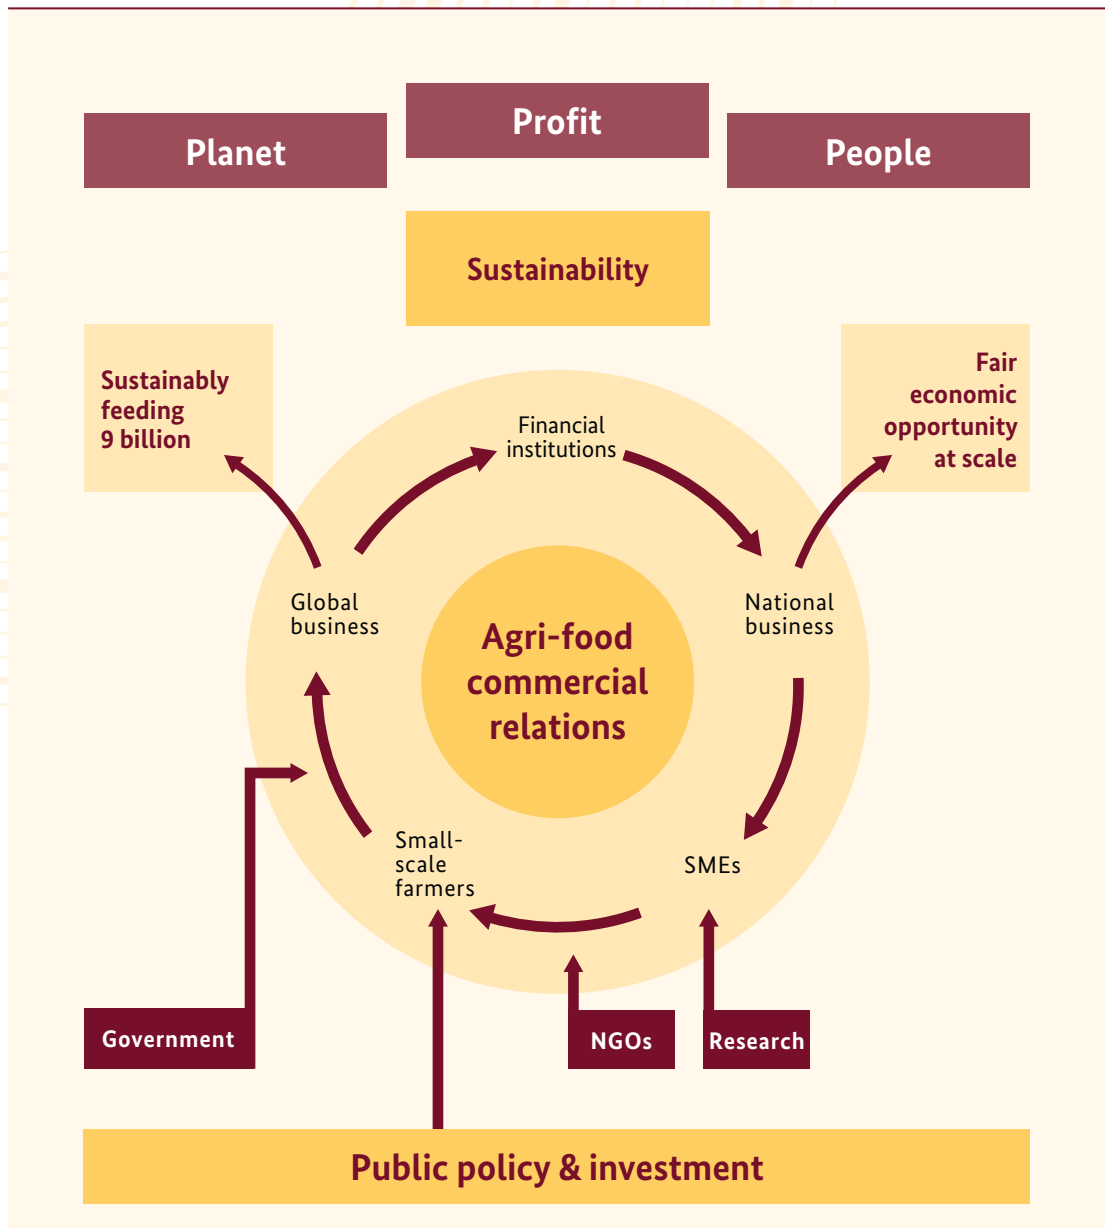 Profit
Planet
People
Sustainability
Sustainably
feeding
9 billion
Fair
economic
opportunity
at scale
Financial
institutions
Global
business
National
business
Agri-food
commercial
relations
Small-
scale
farmers
SMEs
Government
NGOs
Research
Public policy & investment